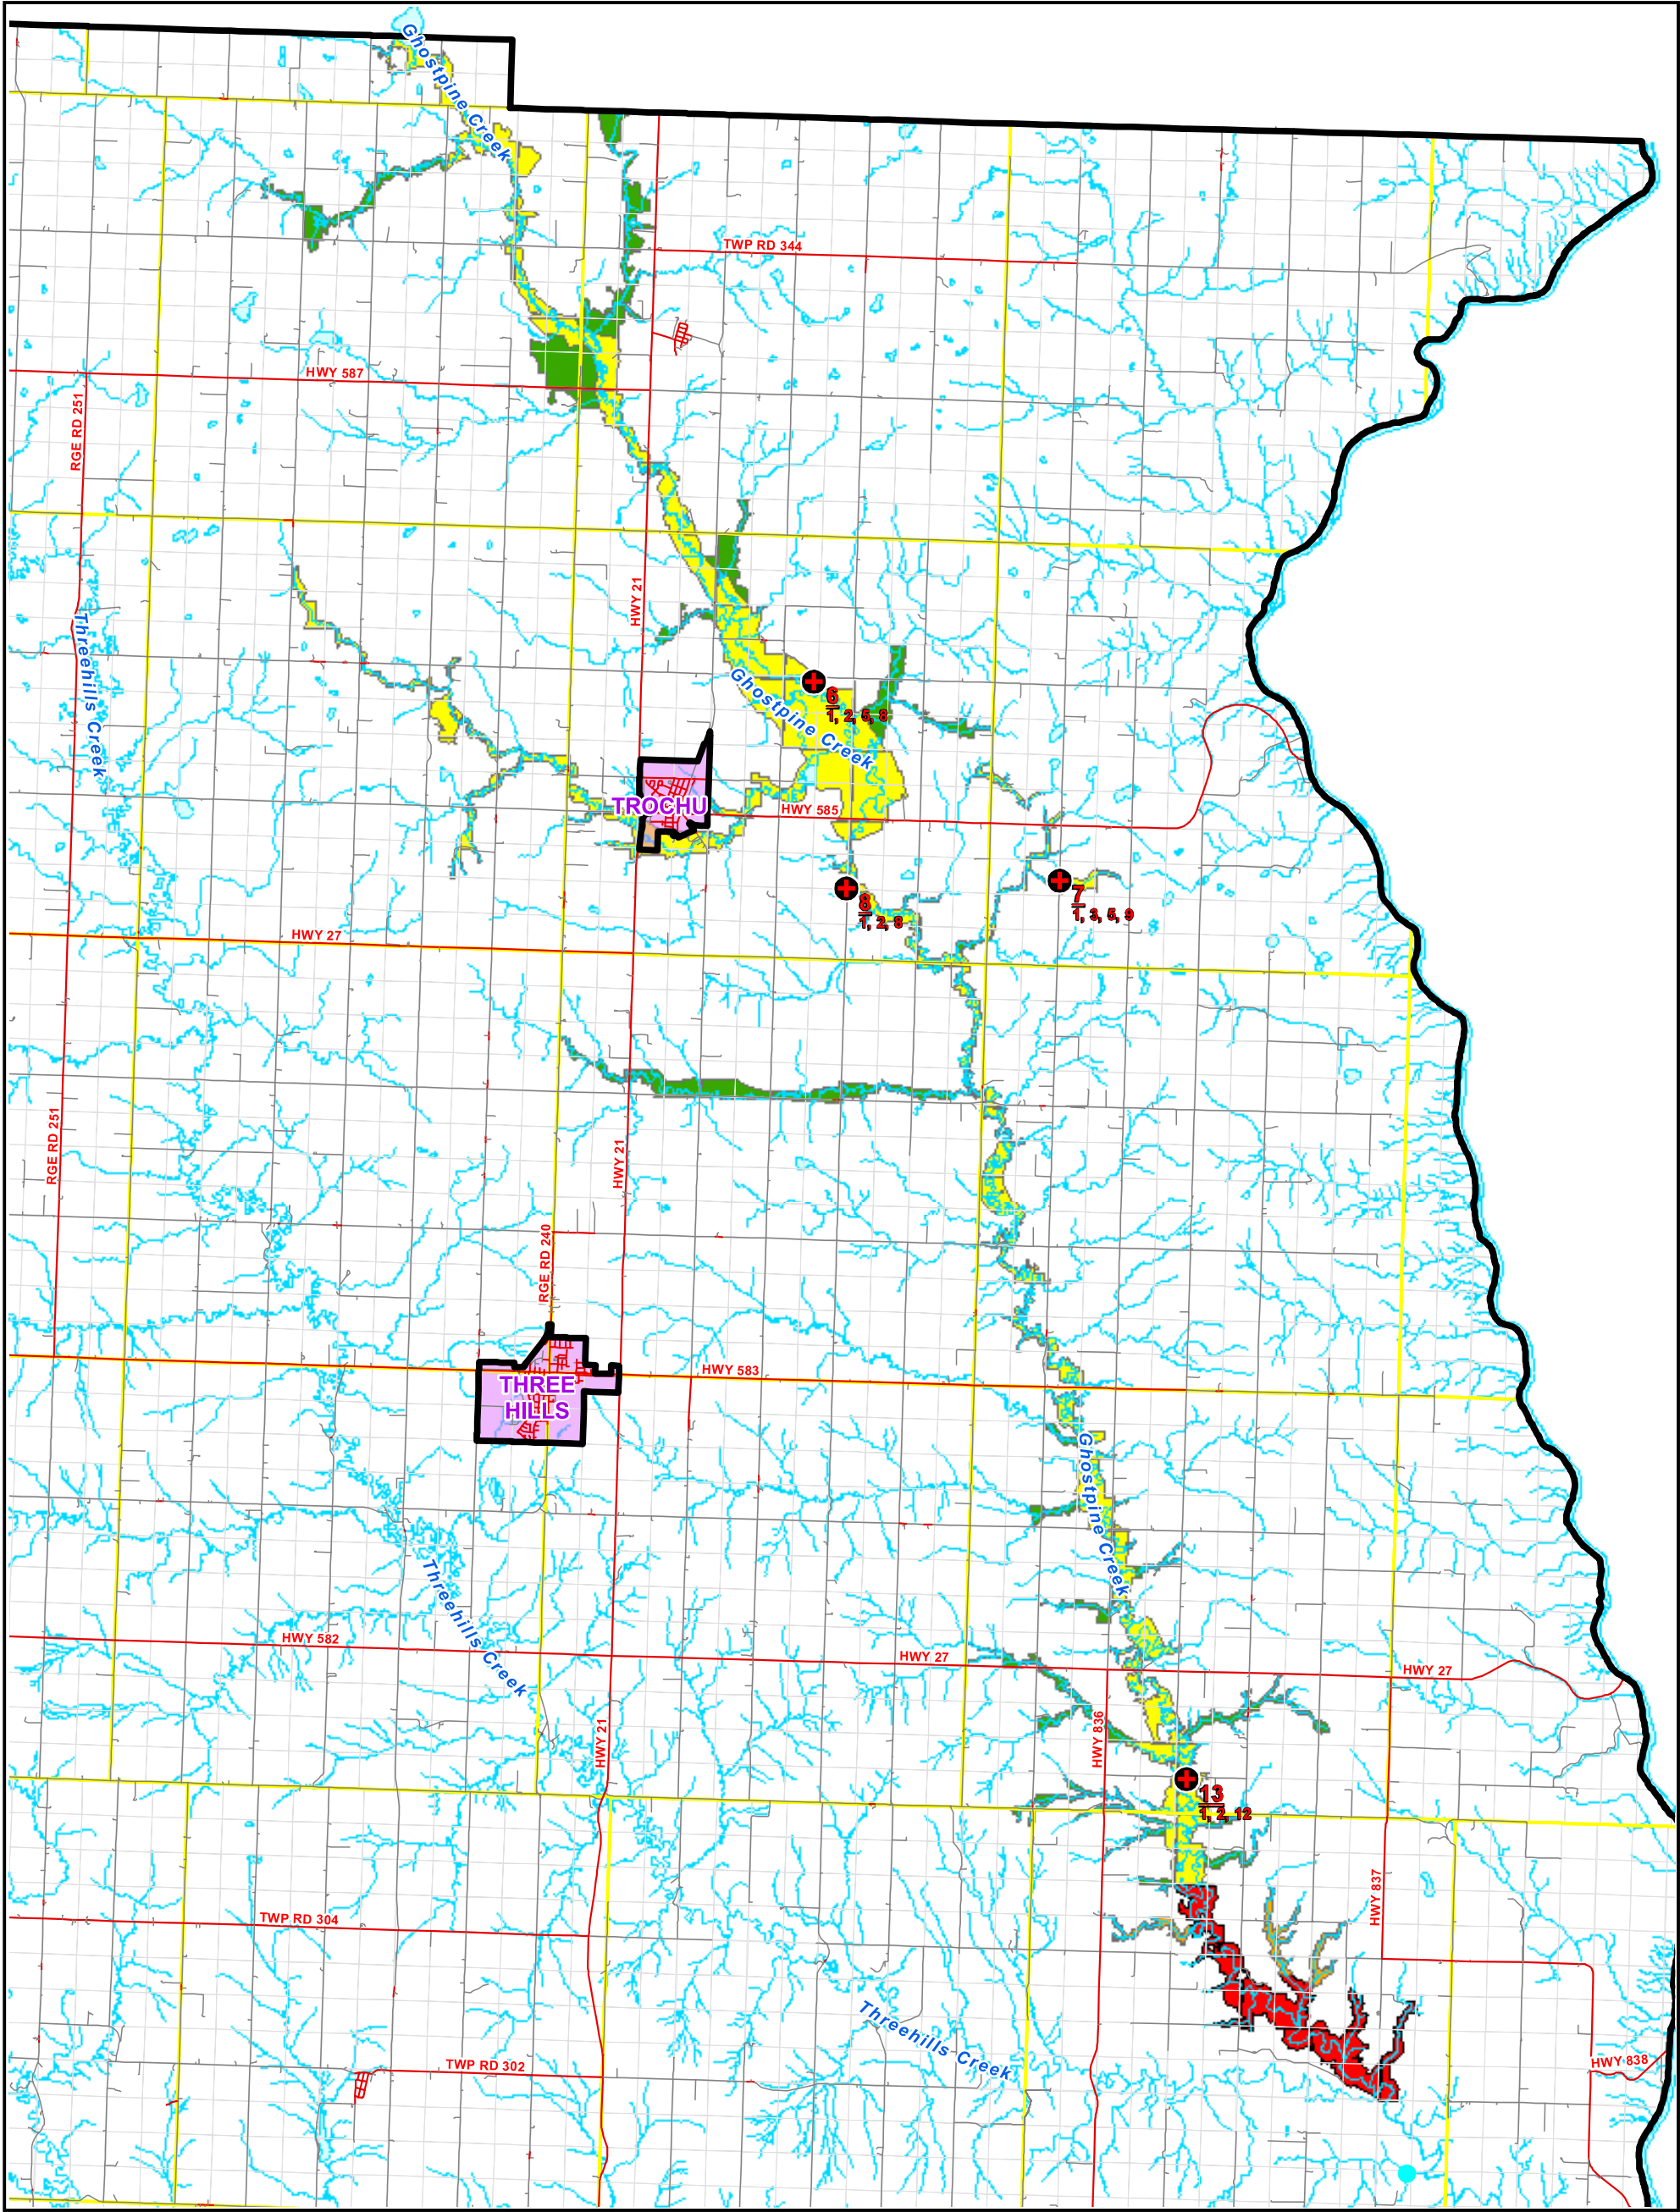 Ghostpine Creek
TWP RD 344
HWY 587
RGE RD 251
HWY 21
Threehills Creek
6
1, 2, 5, 8
Ghostpine Creek
TROCHU
HWY 585
7
1, 3, 5, 9
8
1, 2, 8
HWY 27
RGE RD 251
HWY 21
RGE RD 240
HWY 583
THREE
HILLS
Ghostpine Creek
Threehills Creek
HWY 582
HWY 27
HWY 27
HWY 21
HWY 836
13
1, 2, 12
HWY 837
TWP RD 304
Threehills Creek
TWP RD 302
HWY 838